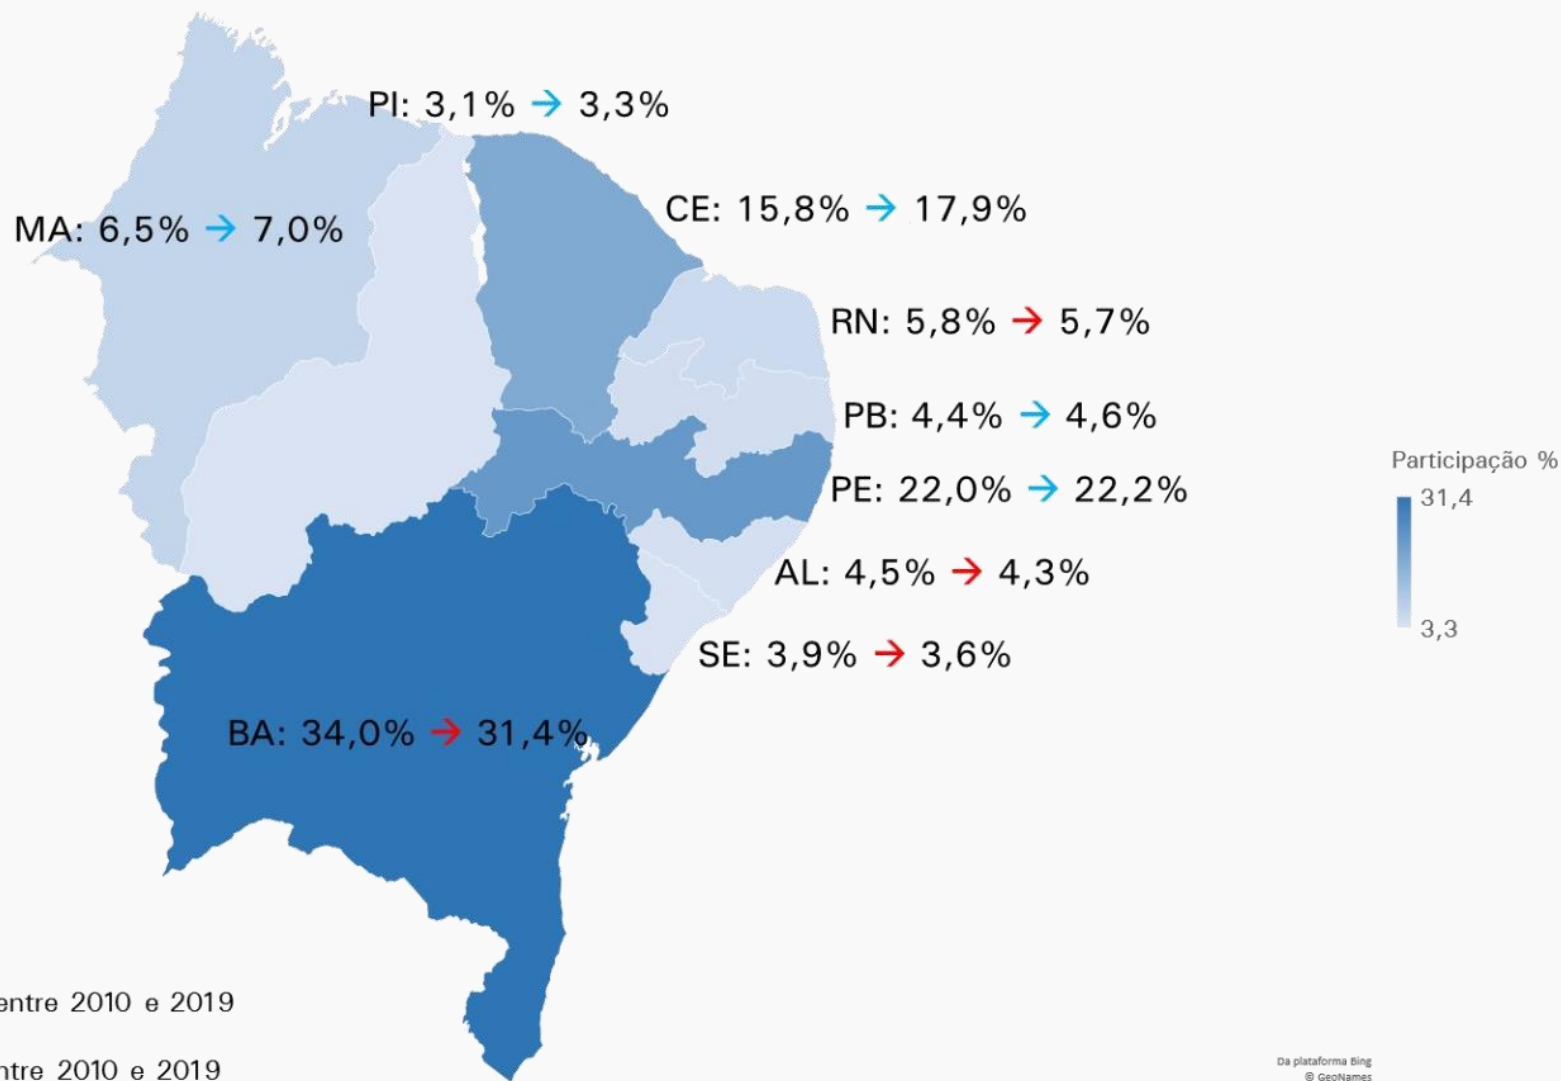 PI: 3,1% → 3,3%
CE: 15,8% → 17,9%
MA: 6,5% → 7,0%
RN: 5,8% → 5,7%
PB: 4,4% → 4,6%
Participação %
31,4
PE: 22,0% → 22,2%
AL: 4,5% → 4,3%
3,3
SE: 3,9% → 3,6%
BA: 34,0% → 31,4%
entre 2010 e 2019
ntre 2010 e 2019
Da plataforma Bing
© GeoNames